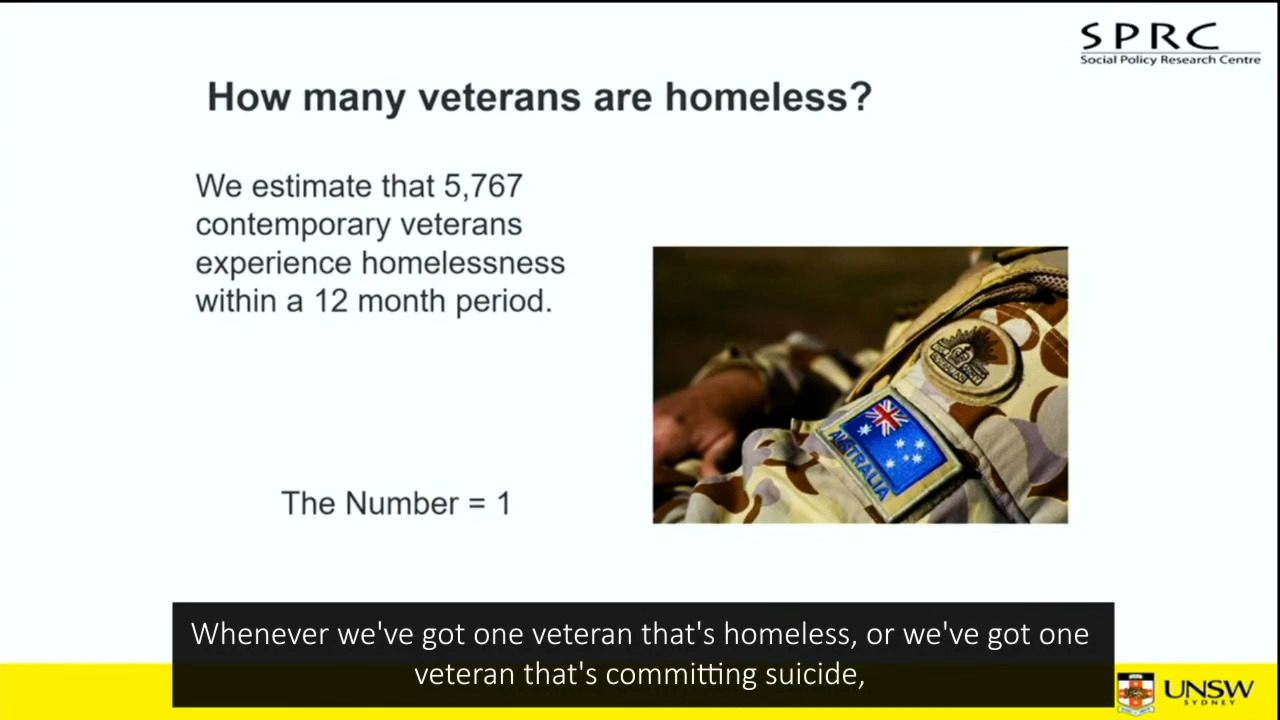 SPRC
Social Policy Research Centre
How many veterans are homeless?
We estimate that 5,767
contemporary veterans
experience homelessness
within a 12 month period.
AUSTRALIA
The Number = 1
Whenever we've got one veteran that's homeless, or we've got one
veteran that's committing suicide,
UNSW
SYDNEY